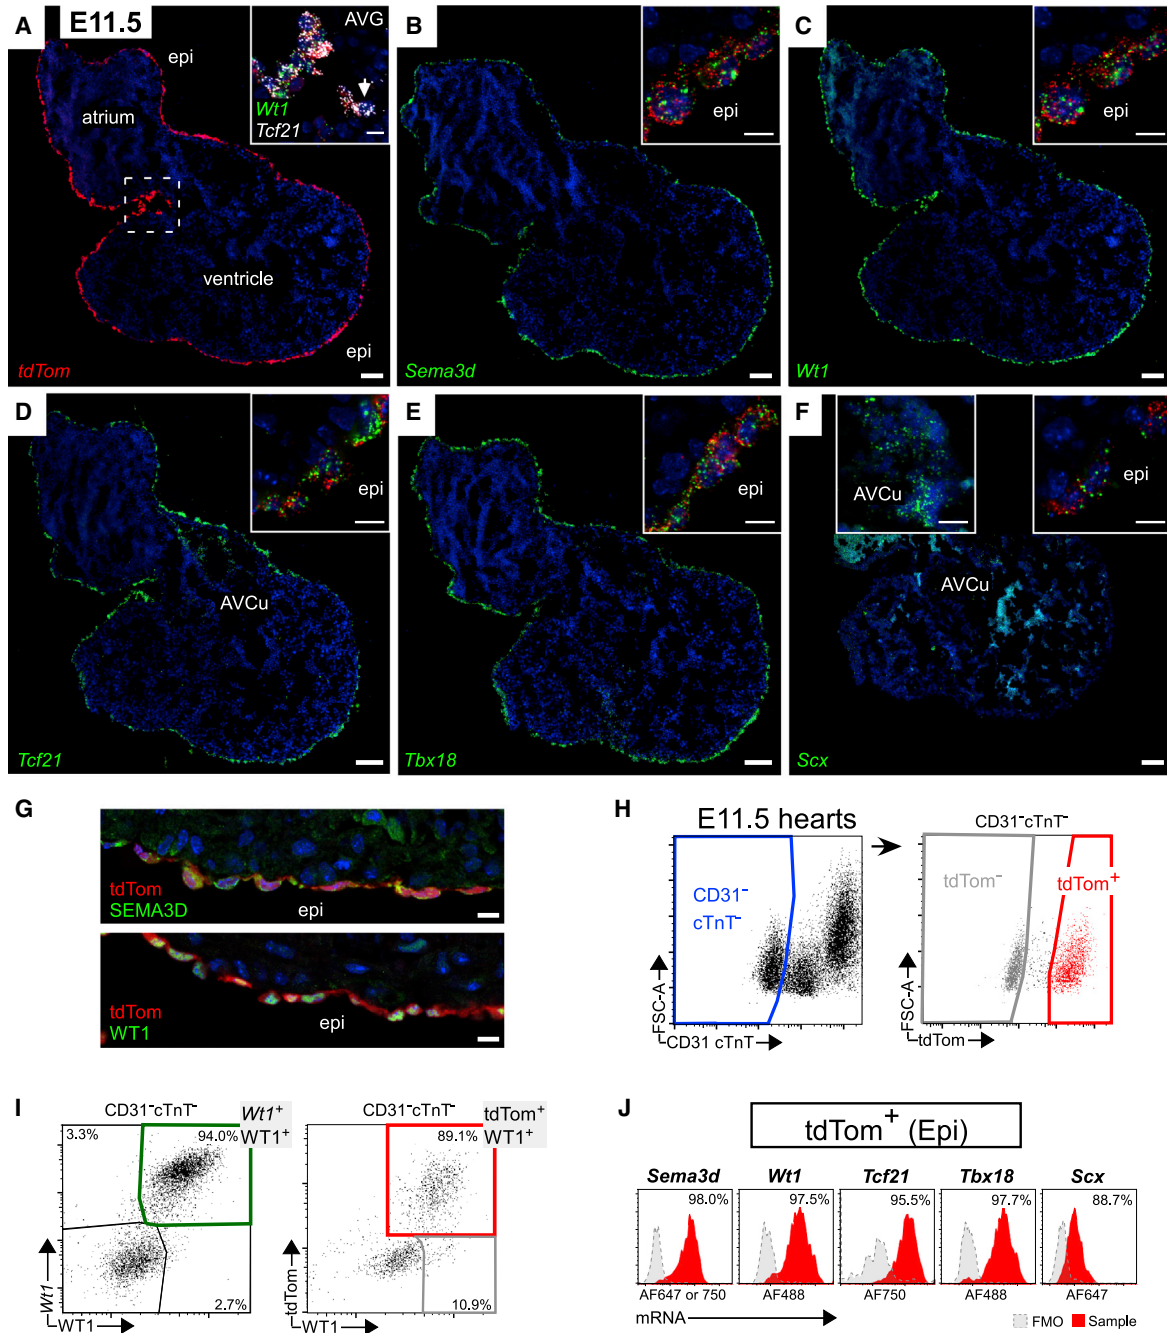 A
E11.5
AVG
epi
Wt1
Tcf21
atrium
ventricle
epi
tdTom
B
epi
Sema3d
C
epi
Wt1
D
epi
AVCu
Tcf21
E
epi
Tbx18
F
AVCu
epi
AVCu
Scx
G
tdTom
SEMA3D
epi
tdTom
WT1
epi
H
E11.5 hearts
CD31⁻
cTnT⁻
FSC-A
CD31 cTnT
CD31⁻cTnT⁻
tdTom⁻
tdTom⁺
FSC-A
tdTom
I
CD31⁻cTnT⁻
Wt1⁺
WT1⁺
3.3%
94.0%
2.7%
Wt1
WT1
CD31⁻cTnT⁻
tdTom⁺
WT1⁺
89.1%
10.9%
tdTom
WT1
J
tdTom⁺ (Epi)
Sema3d Wt1 Tcf21 Tbx18 Scx
98.0% 97.5% 95.5% 97.7% 88.7%
AF647 or 750 AF488 AF750 AF488 AF647
mRNA
FMO Sample